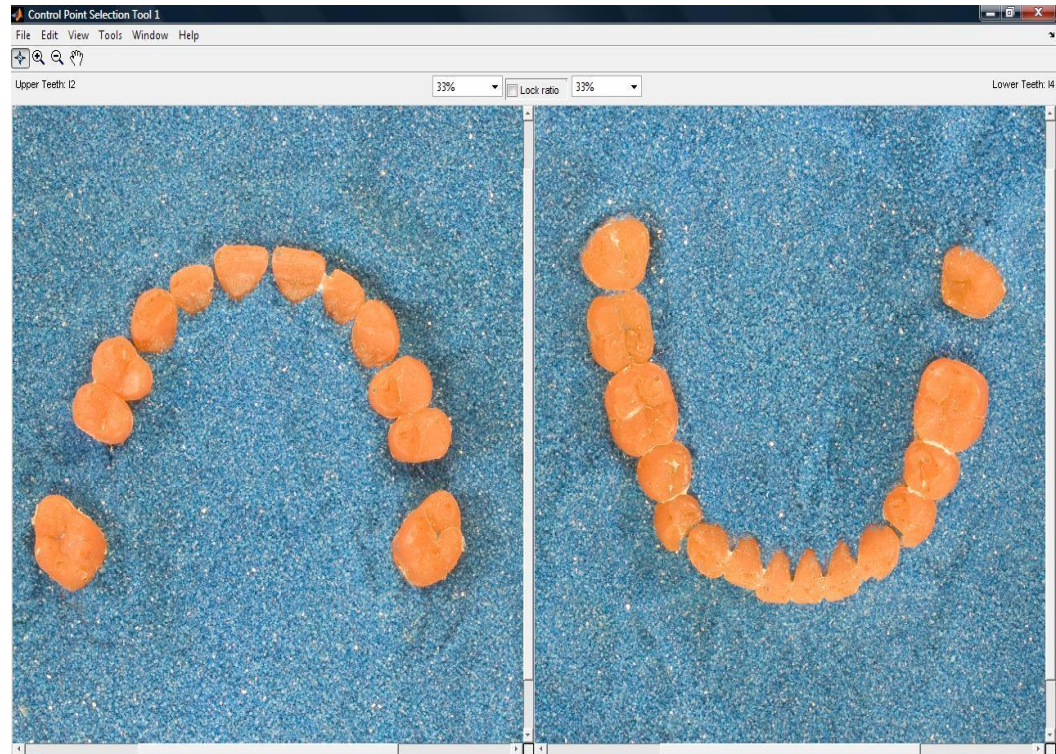 Control Point Selection Tool 1
File Edit View Tools Window Help
Upper Teeth: I2
33%
Lock ratio
33%
Lower Teeth: I4